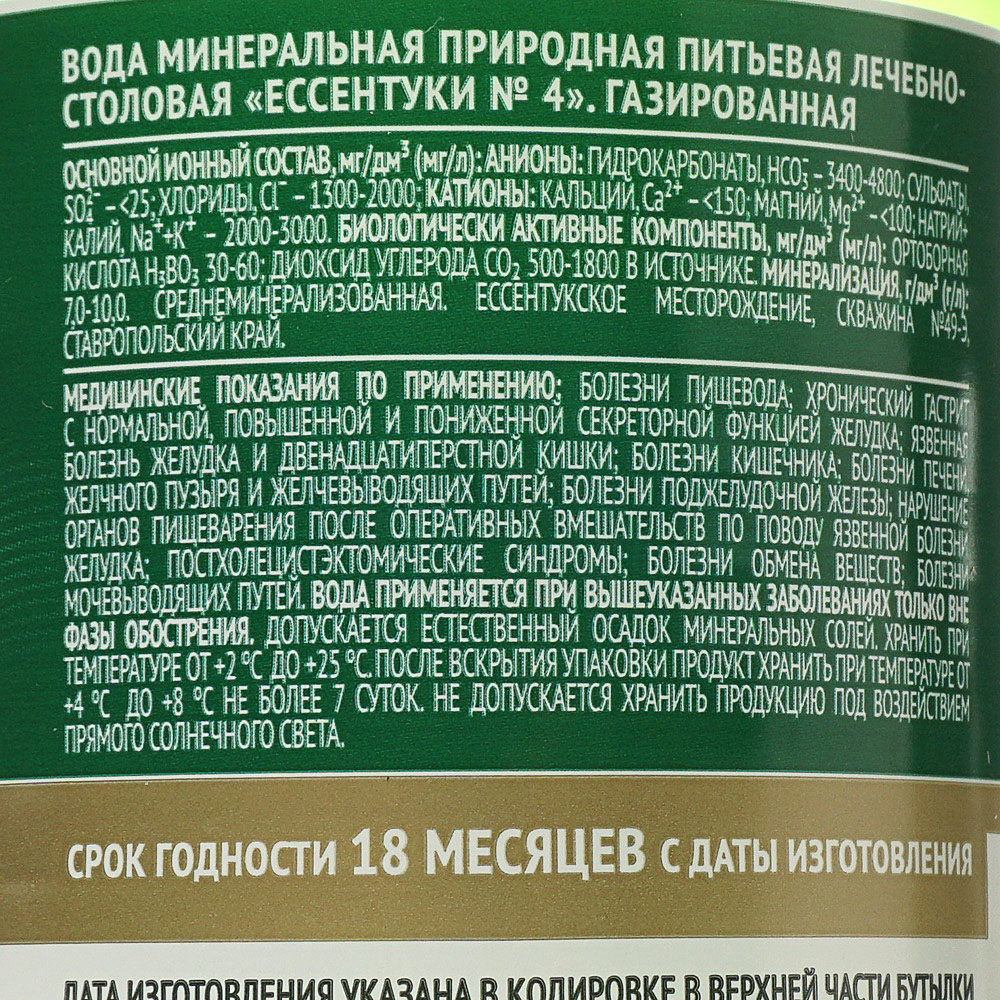 ВОДА МИНЕРАЛЬНАЯ ПРИРОДНАЯ ПИТЬЕВАЯ ЛЕЧЕБНО-
СТОЛОВАЯ «ЕССЕНТУКИ № 4». ГАЗИРОВАННАЯ
ОСНОВНОЙ ИОННЫЙ СОСТАВ, мг/дм³ (мг/л): АНИОНЫ: ГИДРОКАРБОНАТЫ, HCO₃⁻ – 3400-4800; СУЛЬФАТЫ,
SO₄²⁻ – <25; ХЛОРИДЫ, Cl⁻ – 1300-2000; КАТИОНЫ: КАЛЬЦИЙ, Ca²⁺ – <150; МАГНИЙ, Mg²⁺ – <100; НАТРИЙ+
КАЛИЙ, Na⁺+K⁺ – 2000-3000. БИОЛОГИЧЕСКИ АКТИВНЫЕ КОМПОНЕНТЫ, мг/дм³ (мг/л): ОРТОБОРНАЯ
КИСЛОТА H₃BO₃ 30-60; ДИОКСИД УГЛЕРОДА CO₂ 500-1800 В ИСТОЧНИКЕ. МИНЕРАЛИЗАЦИЯ, г/дм³ (г/л):
7,0-10,0. СРЕДНЕМИНЕРАЛИЗОВАННАЯ. ЕССЕНТУКСКОЕ МЕСТОРОЖДЕНИЕ, СКВАЖИНА №49-Э,
СТАВРОПОЛЬСКИЙ КРАЙ.
МЕДИЦИНСКИЕ ПОКАЗАНИЯ ПО ПРИМЕНЕНИЮ: БОЛЕЗНИ ПИЩЕВОДА; ХРОНИЧЕСКИЙ ГАСТРИТ
С НОРМАЛЬНОЙ, ПОВЫШЕННОЙ И ПОНИЖЕННОЙ СЕКРЕТОРНОЙ ФУНКЦИЕЙ ЖЕЛУДКА; ЯЗВЕННАЯ
БОЛЕЗНЬ ЖЕЛУДКА И ДВЕНАДЦАТИПЕРСТНОЙ КИШКИ; БОЛЕЗНИ КИШЕЧНИКА; БОЛЕЗНИ ПЕЧЕНИ,
ЖЕЛЧНОГО ПУЗЫРЯ И ЖЕЛЧЕВЫВОДЯЩИХ ПУТЕЙ; БОЛЕЗНИ ПОДЖЕЛУДОЧНОЙ ЖЕЛЕЗЫ; НАРУШЕНИЕ
ОРГАНОВ ПИЩЕВАРЕНИЯ ПОСЛЕ ОПЕРАТИВНЫХ ВМЕШАТЕЛЬСТВ ПО ПОВОДУ ЯЗВЕННОЙ БОЛЕЗНИ
ЖЕЛУДКА; ПОСТХОЛЕЦИСТЭКТОМИЧЕСКИЕ СИНДРОМЫ; БОЛЕЗНИ ОБМЕНА ВЕЩЕСТВ; БОЛЕЗНИ
МОЧЕВЫВОДЯЩИХ ПУТЕЙ. ВОДА ПРИМЕНЯЕТСЯ ПРИ ВЫШЕУКАЗАННЫХ ЗАБОЛЕВАНИЯХ ТОЛЬКО ВНЕ
ФАЗЫ ОБОСТРЕНИЯ. ДОПУСКАЕТСЯ ЕСТЕСТВЕННЫЙ ОСАДОК МИНЕРАЛЬНЫХ СОЛЕЙ. ХРАНИТЬ ПРИ
ТЕМПЕРАТУРЕ ОТ +2 °С ДО +25 °С. ПОСЛЕ ВСКРЫТИЯ УПАКОВКИ ПРОДУКТ ХРАНИТЬ ПРИ ТЕМПЕРАТУРЕ ОТ
+4 °С ДО +8 °С НЕ БОЛЕЕ 7 СУТОК. НЕ ДОПУСКАЕТСЯ ХРАНИТЬ ПРОДУКЦИЮ ПОД ВОЗДЕЙСТВИЕМ
ПРЯМОГО СОЛНЕЧНОГО СВЕТА.
СРОК ГОДНОСТИ 18 МЕСЯЦЕВ С ДАТЫ ИЗГОТОВЛЕНИЯ
ДАТА ИЗГОТОВЛЕНИЯ УКАЗАНА В КОДИРОВКЕ В ВЕРХНЕЙ ЧАСТИ БУТЫЛКИ